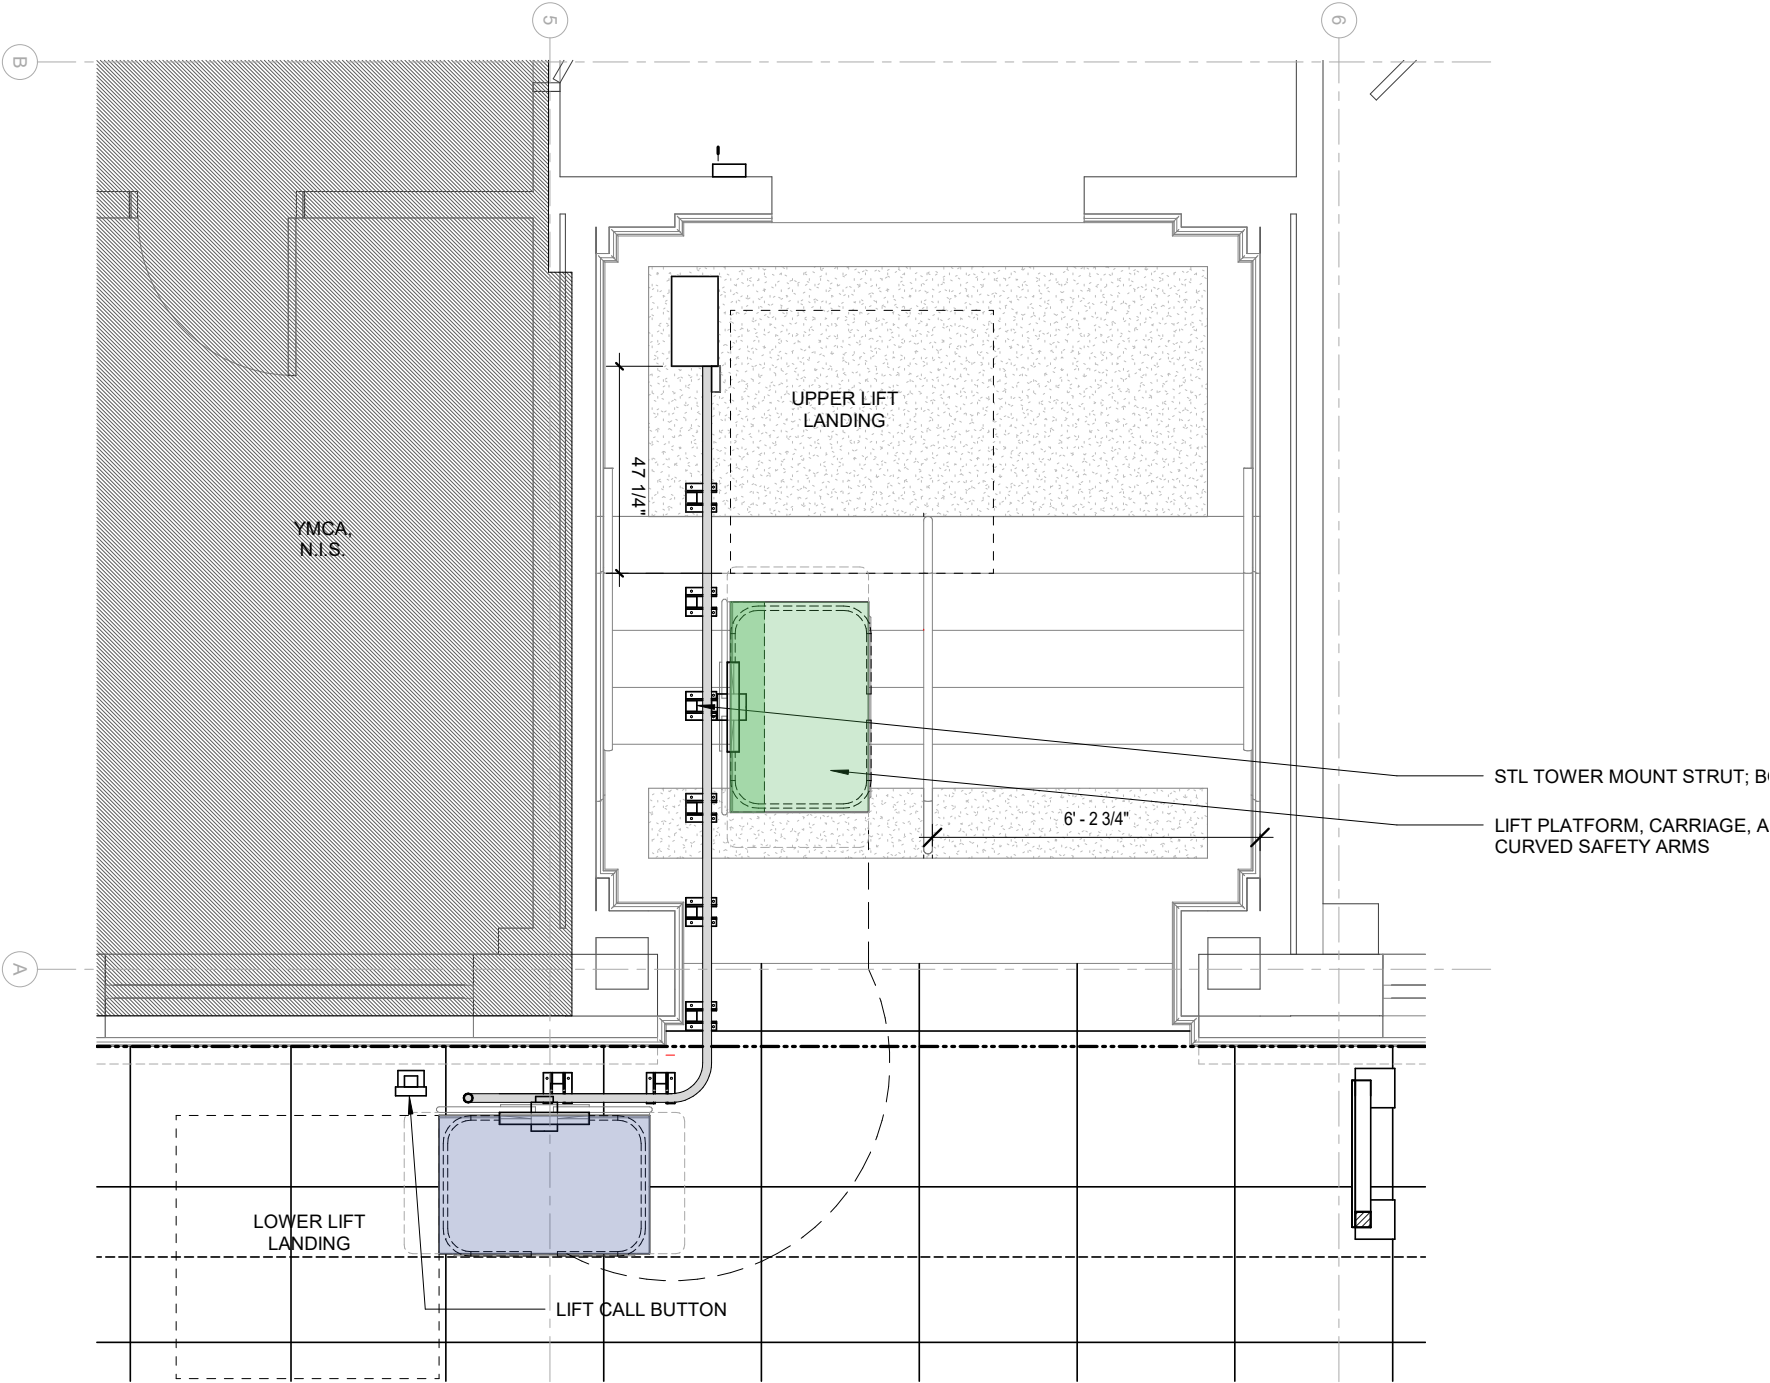 5
6
B
UPPER LIFT
LANDING
47 1/4"
YMCA,
N.I.S.
STL TOWER MOUNT STRUT;
6' - 2 3/4"
LIFT PLATFORM, CARRIAGE,
CURVED SAFETY ARMS
A
LOWER LIFT
LANDING
LIFT CALL BUTTON